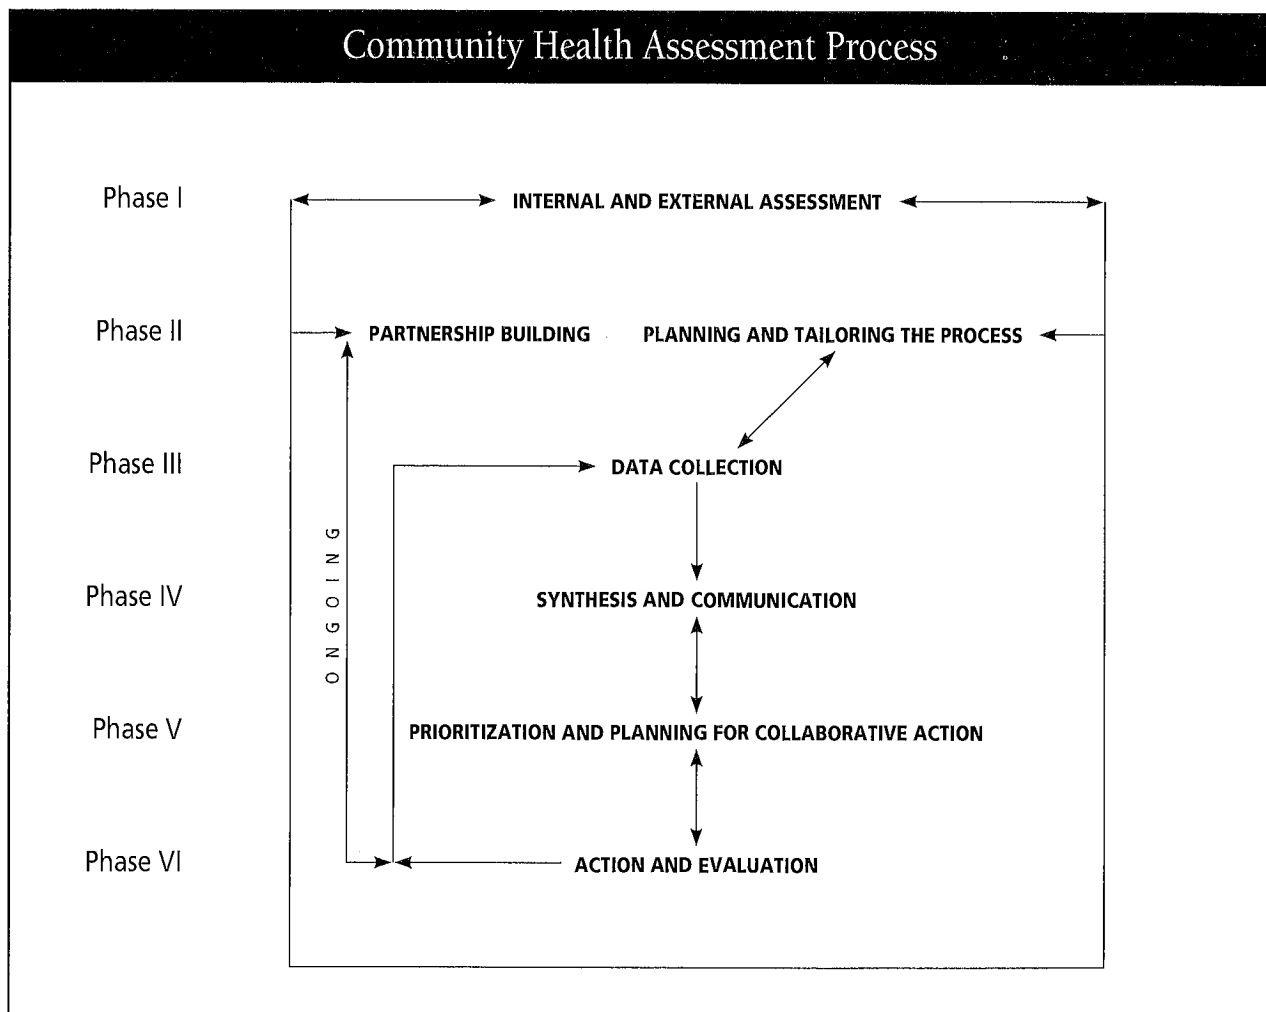 Community Health Assessment Process
Phase I
INTERNAL AND EXTERNAL ASSESSMENT
Phase II
PARTNERSHIP BUILDING
PLANNING AND TAILORING THE PROCESS
Phase III
DATA COLLECTION
ONGOING
Phase IV
SYNTHESIS AND COMMUNICATION
Phase V
PRIORITIZATION AND PLANNING FOR COLLABORATIVE ACTION
Phase VI
ACTION AND EVALUATION